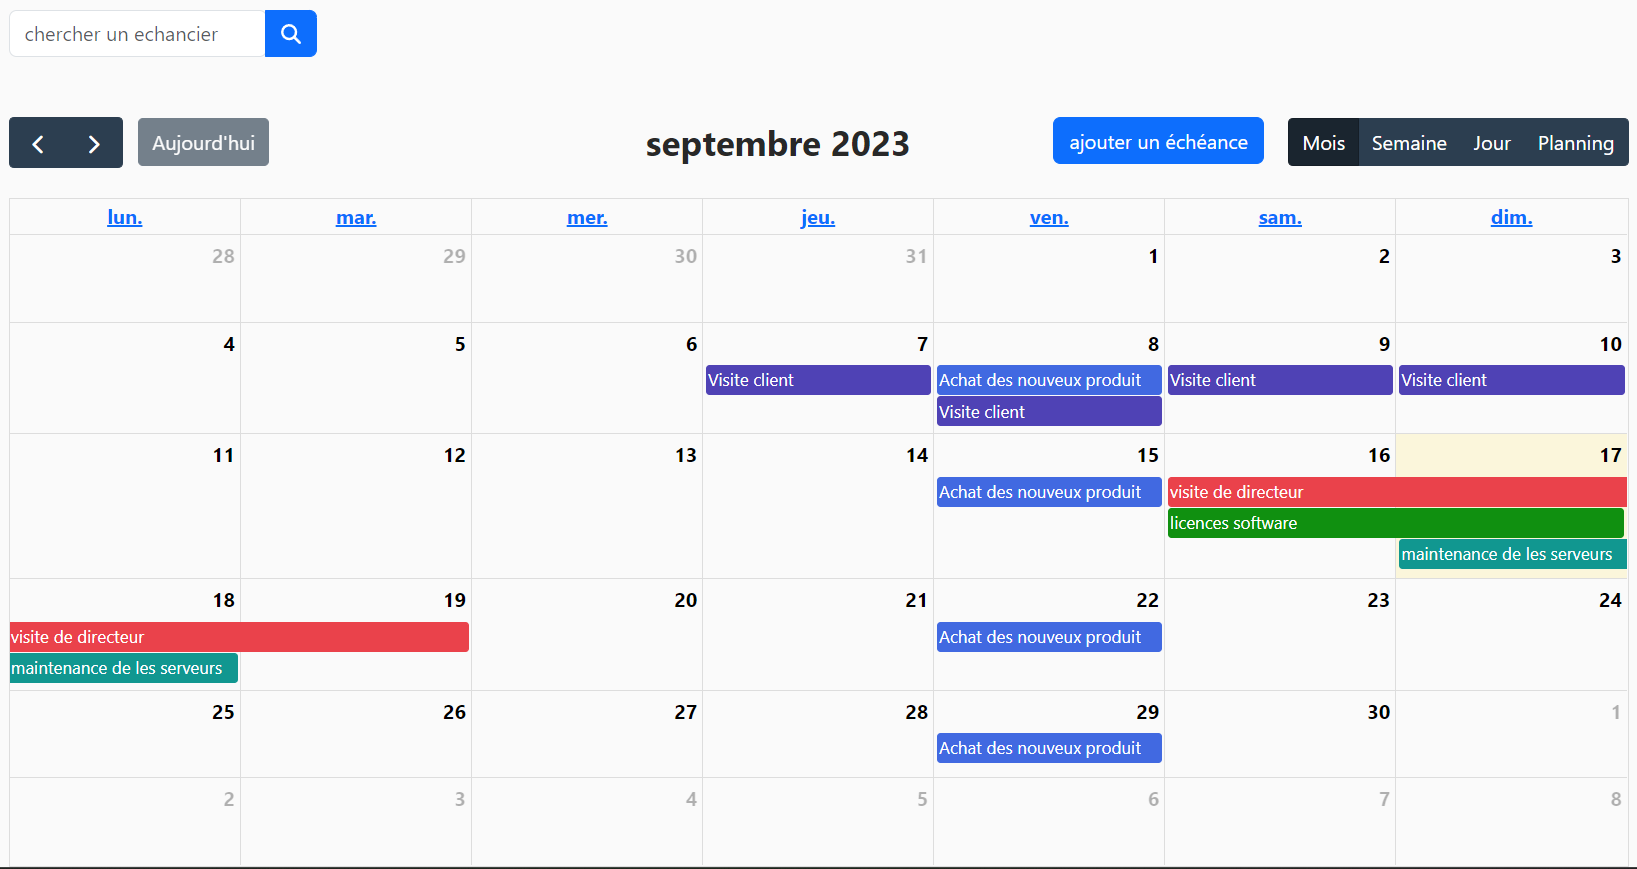 chercher un echancier
Aujourd'hui
septembre 2023
ajouter un échéance
Mois Semaine Jour Planning
lun. mar. mer. jeu. ven. sam. dim.
28 29 30 31 1 2 3
4 5 6 7 8 9 10
Visite client Achat des nouveux produit Visite client Visite client
Visite client
11 12 13 14 15 16 17
Achat des nouveux produit visite de directeur
licences software
maintenance de les serveurs
18 19 20 21 22 23 24
visite de directeur Achat des nouveux produit
maintenance de les serveurs
25 26 27 28 29 30 1
Achat des nouveux produit
2 3 4 5 6 7 8